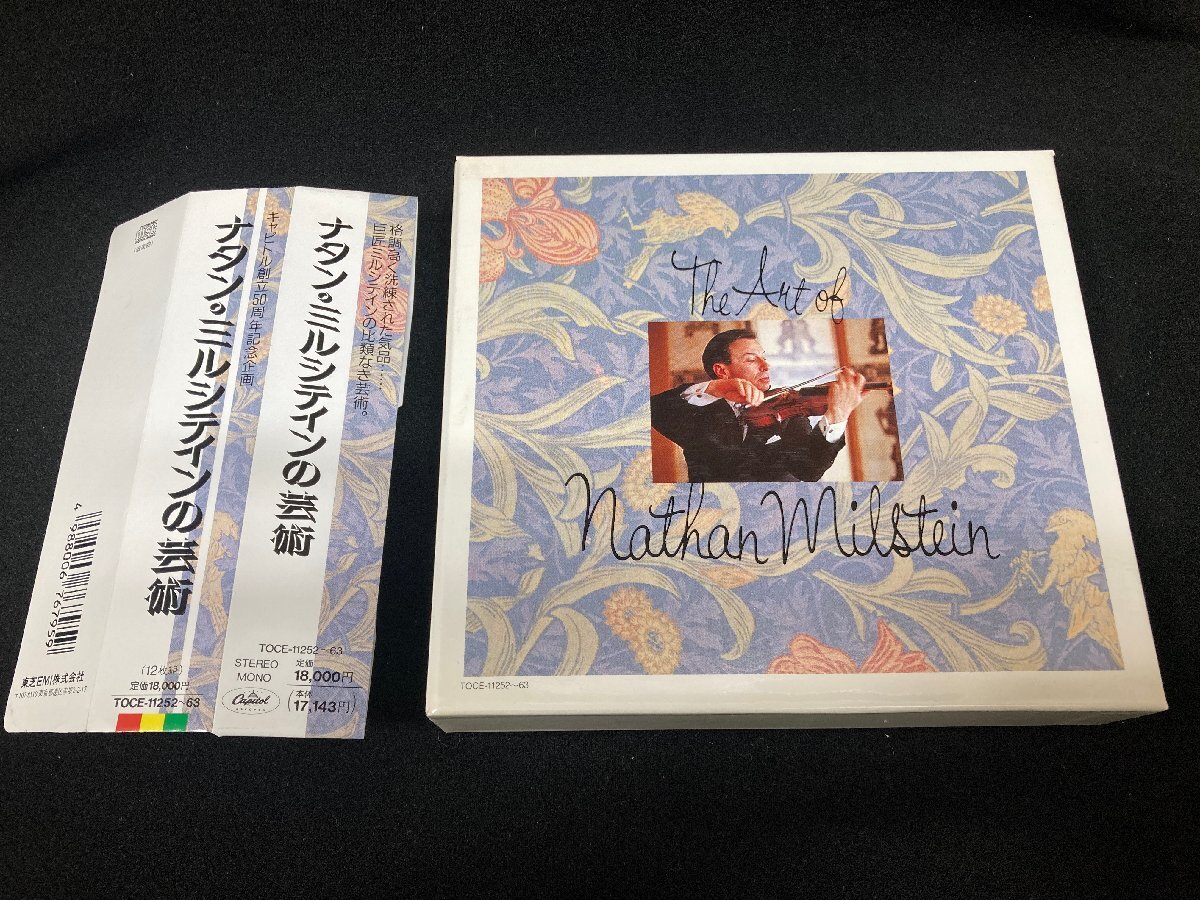 ナタン・ミルシテインの芸術
4988006767959
東芝EMI株式会社
キャピトル創立50周年記念企画
ナタン・ミルシテインの芸術
(12枚組)
定価18,000円
TOCE-11252~63
格調高く洗練された気品……
巨匠ミルシテインの比類なき芸術。
TOCE-11252~63
STEREO
MONO
定価
18,000円
Capitol
(本体
17,143円)
The Art of
Nathan Milstein
TOCE-11252~63